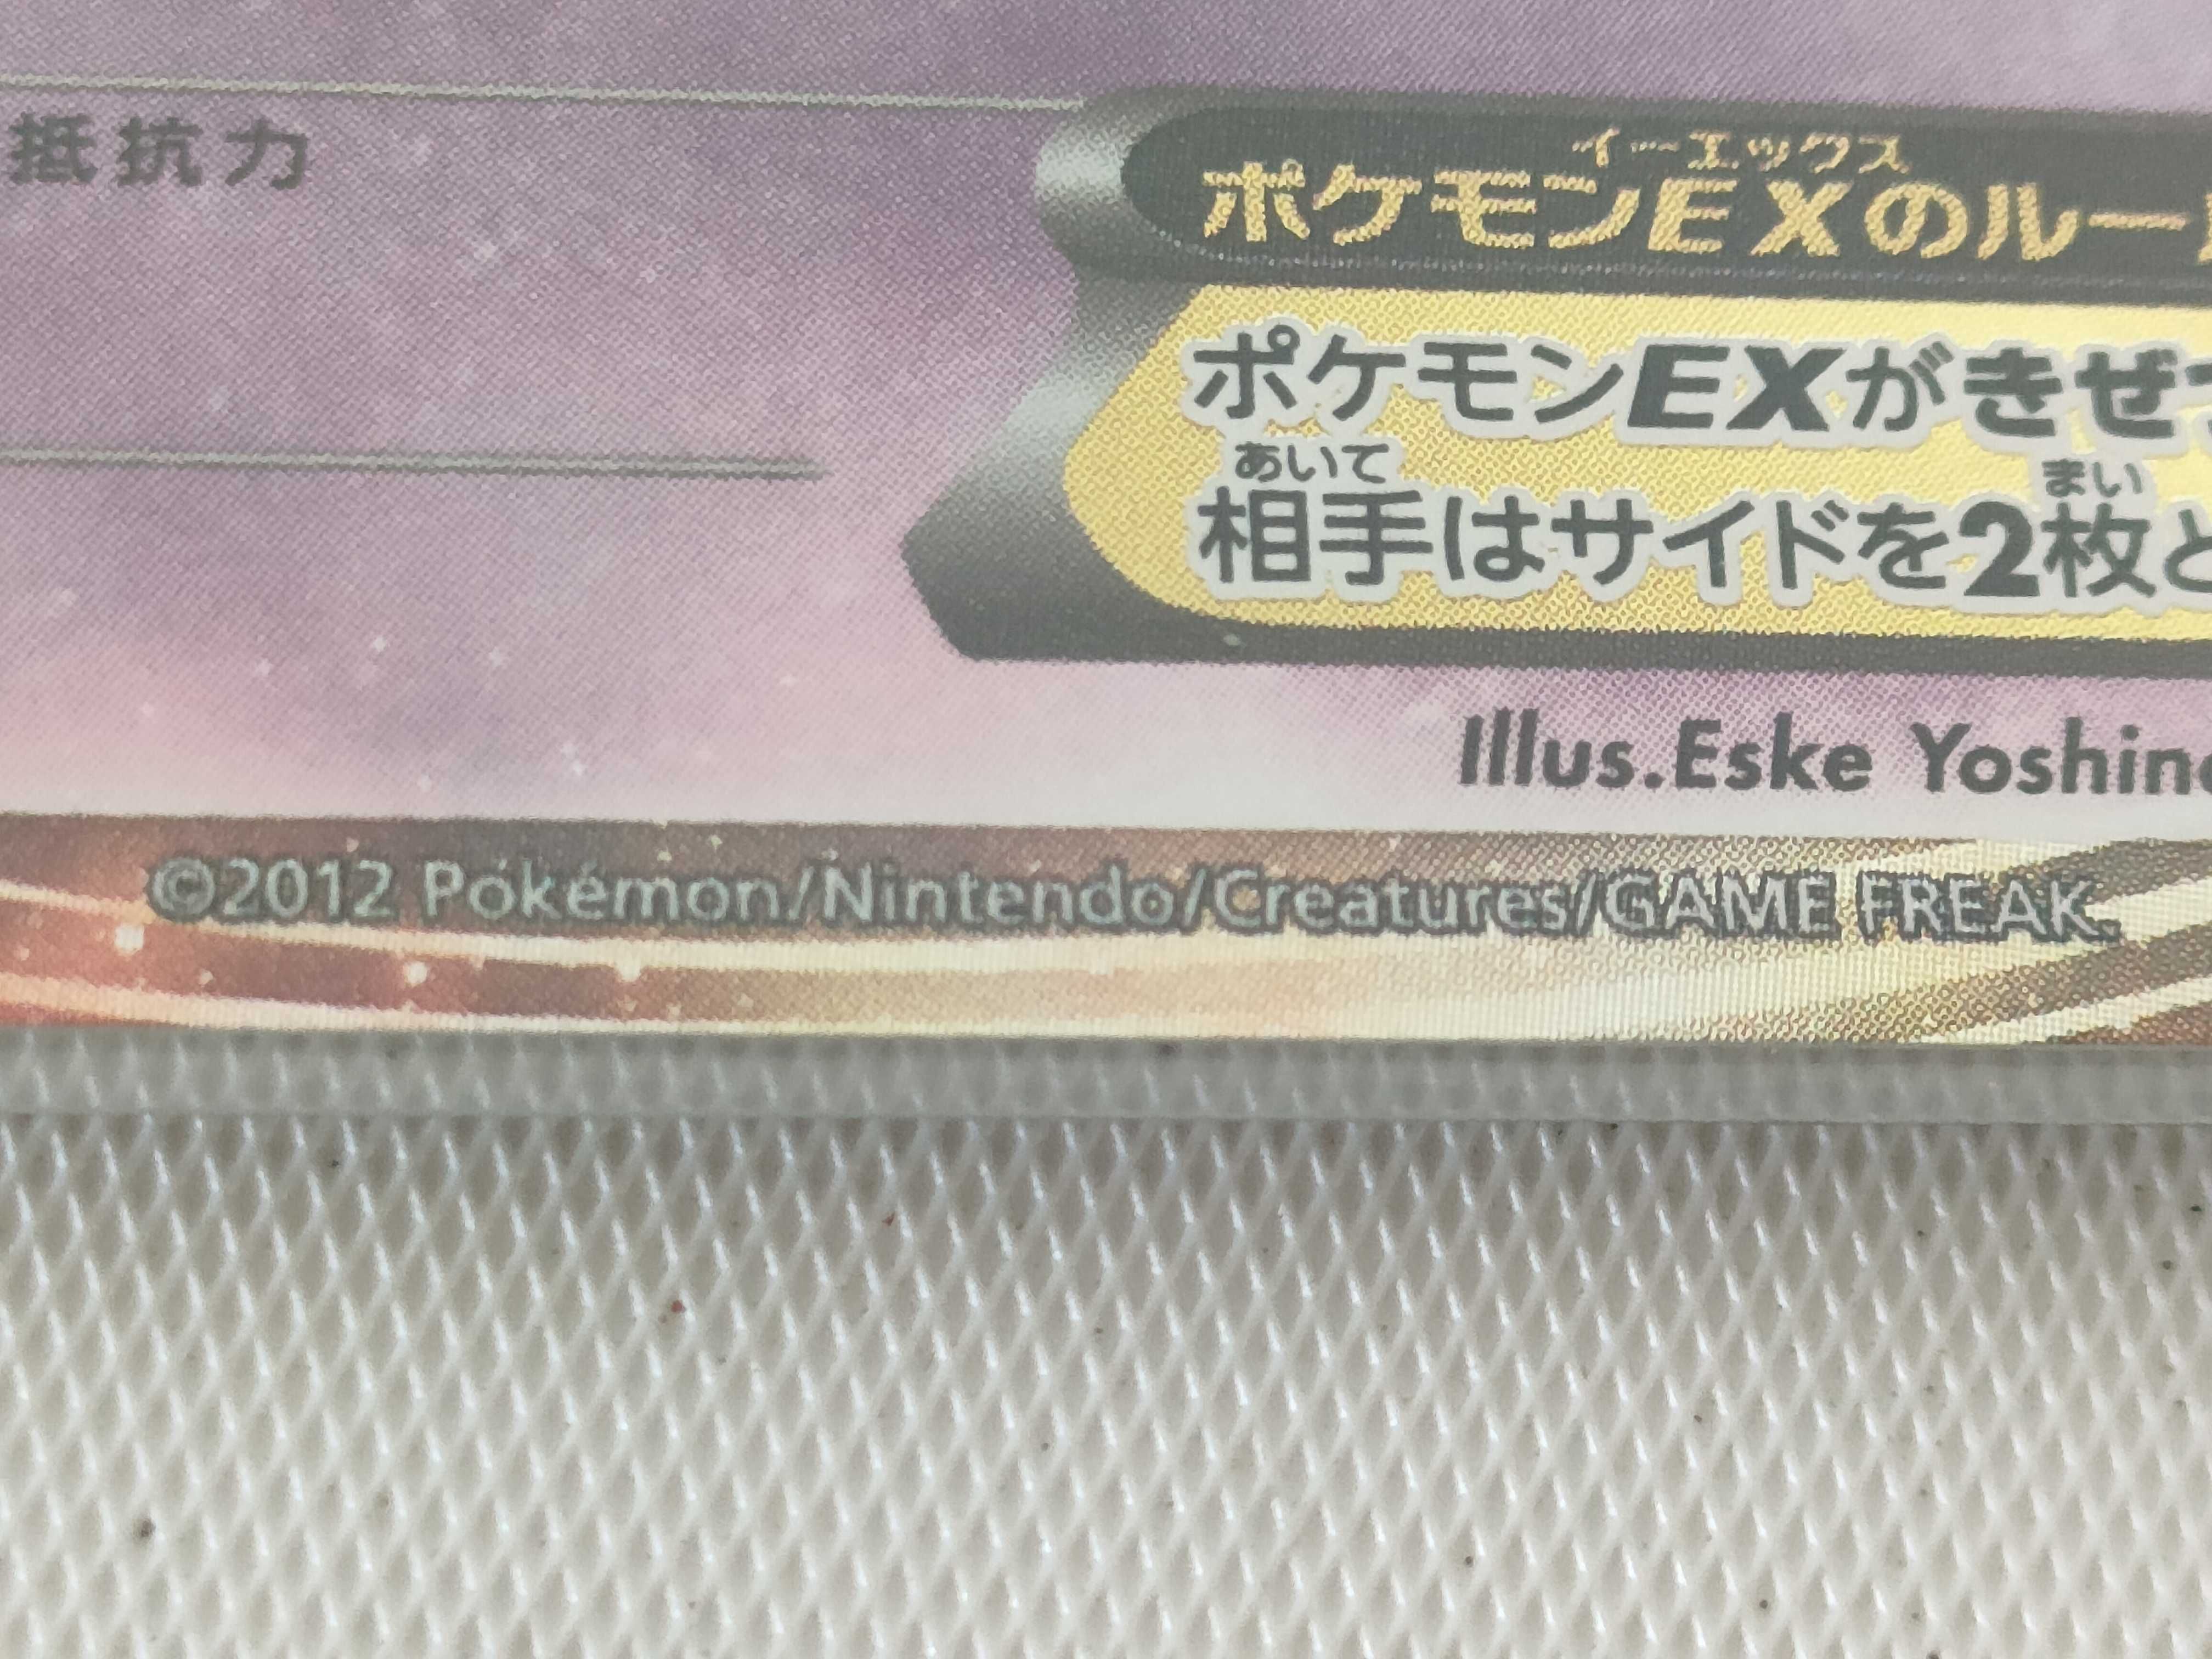 抵抗力
イーエックス
ポケモンEXのルー
ポケモンEXがきぜ
あいて まい
相手はサイドを2枚と
Illus.Eske Yoshin
©2012 Pokémon/Nintendo/Creatures/GAME FREAK.